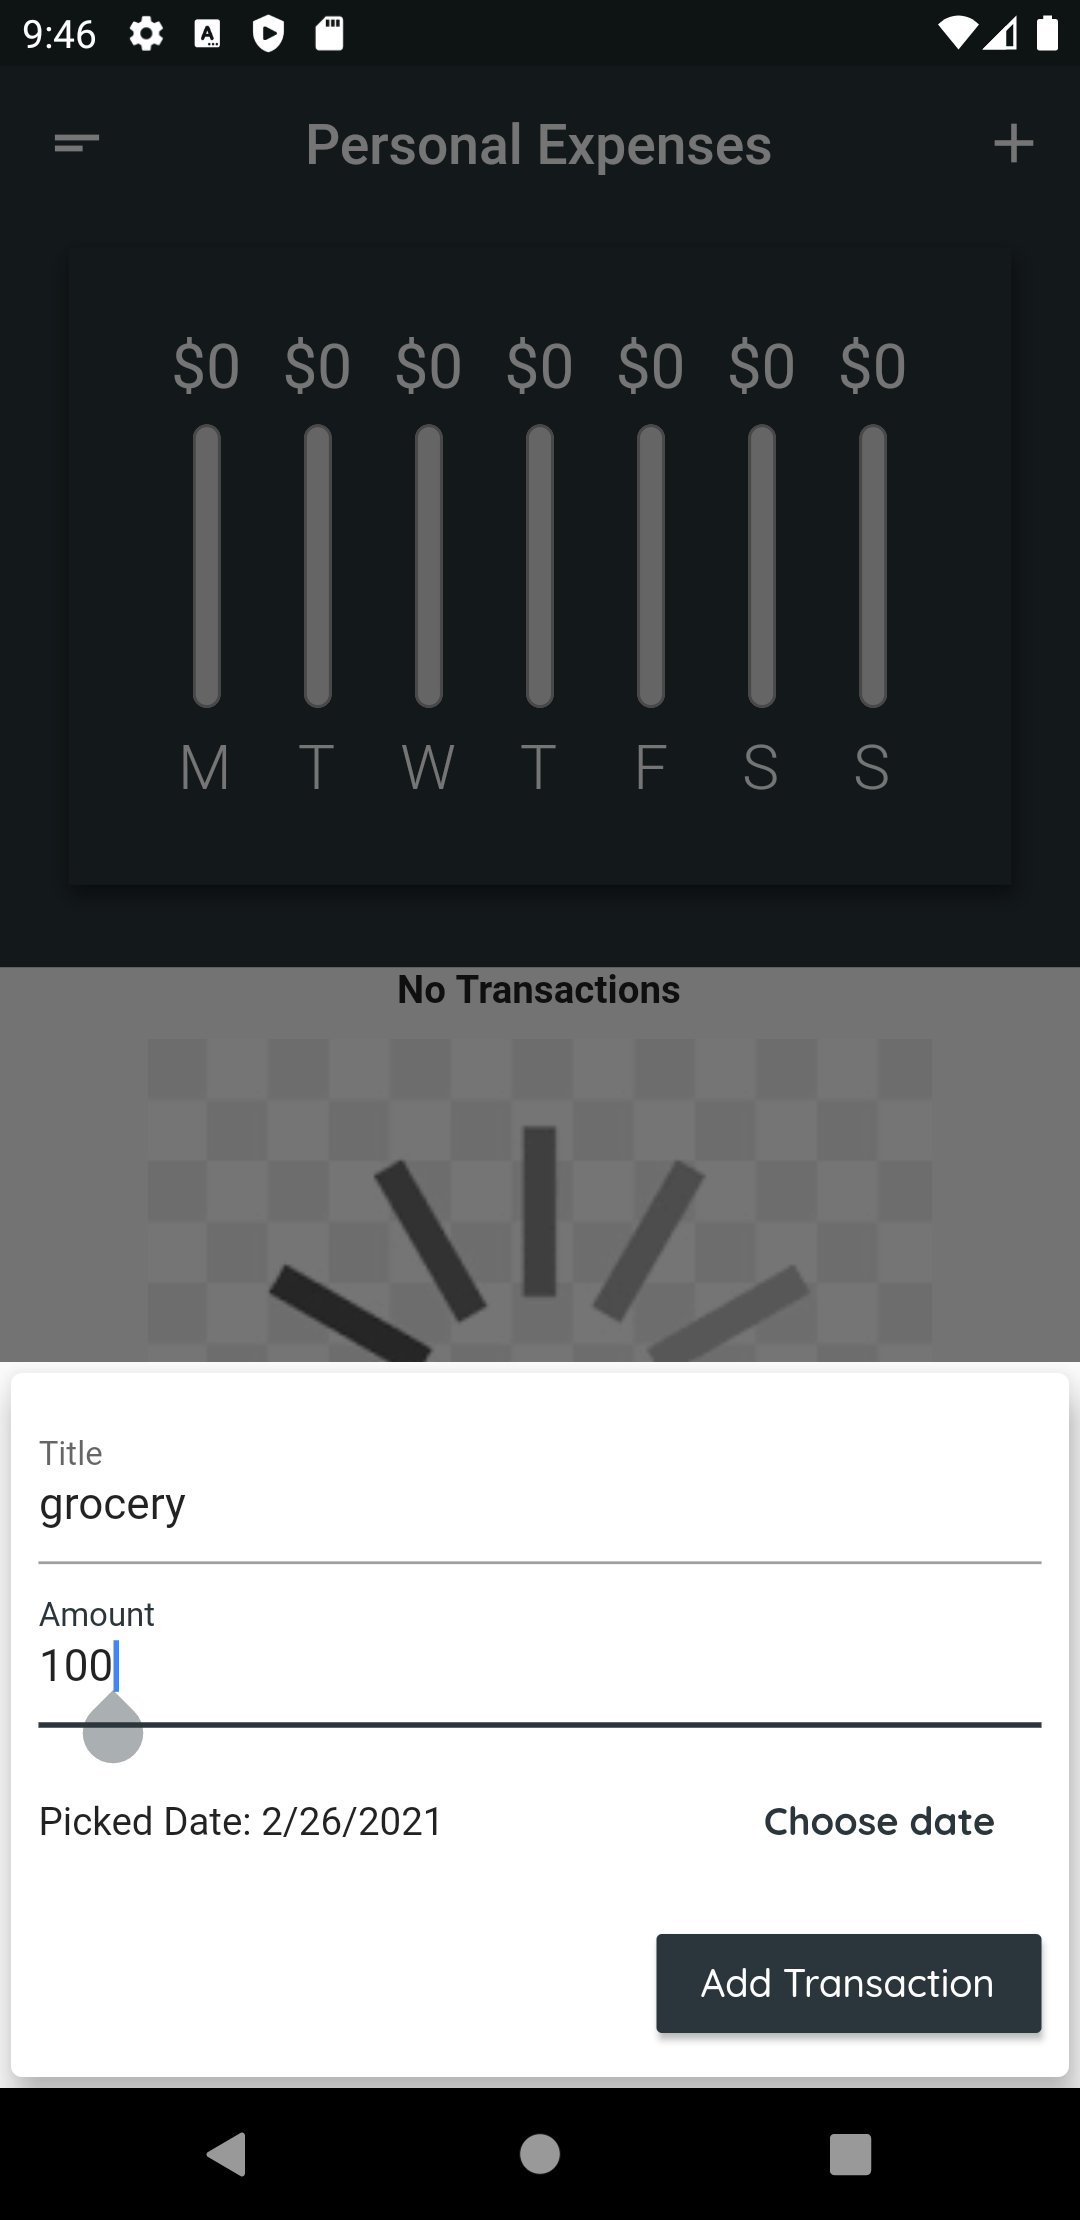 9:46
Personal Expenses
$0 $0 $0 $0 $0 $0 $0
M T W T F S S
No Transactions
Title
grocery
Amount
100
Picked Date: 2/26/2021 Choose date
Add Transaction